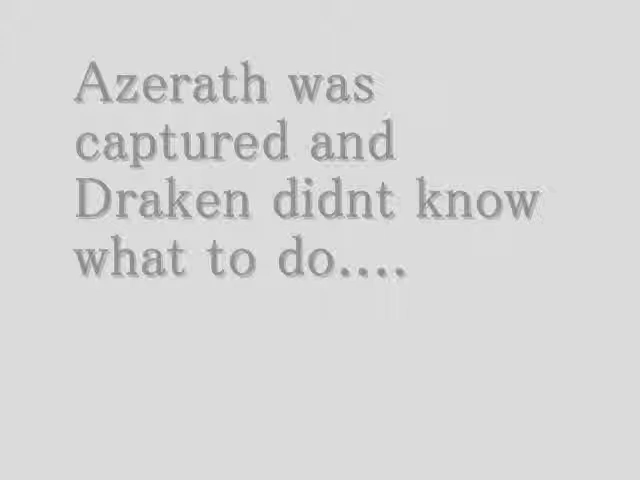 Azerath was
captured and
Draken didnt know
what to do....